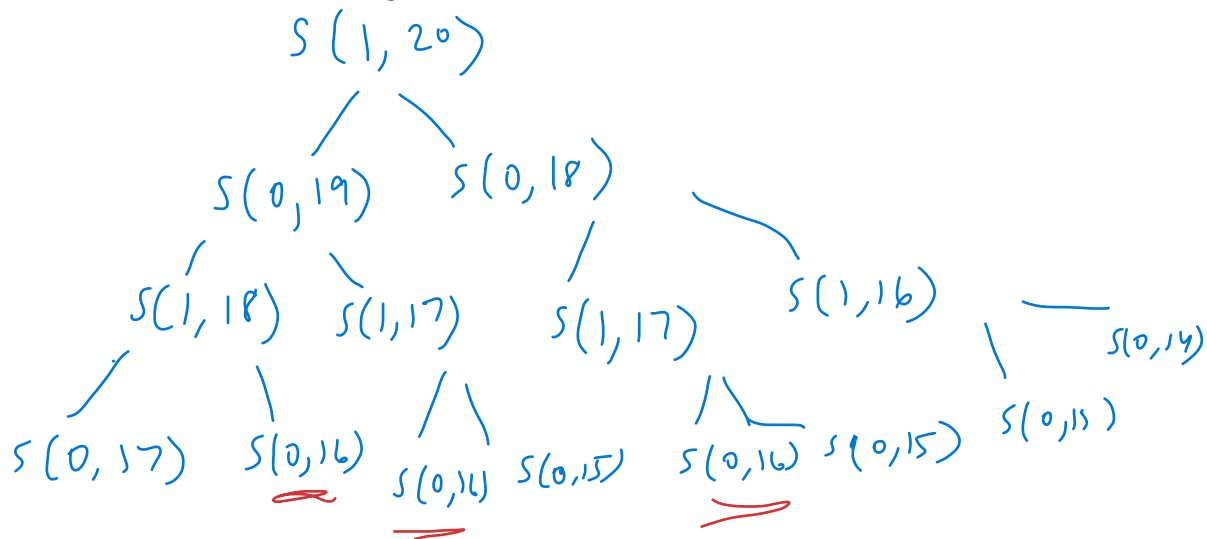 S(1, 20)
S(0, 19) S(0, 18)
S(1, 18) S(1, 17) S(1, 17) S(1, 16)
S(0, 14)
S(0, 17) S(0, 16) S(0, 16) S(0, 15) S(0, 16) S(0, 15) S(0, 15)